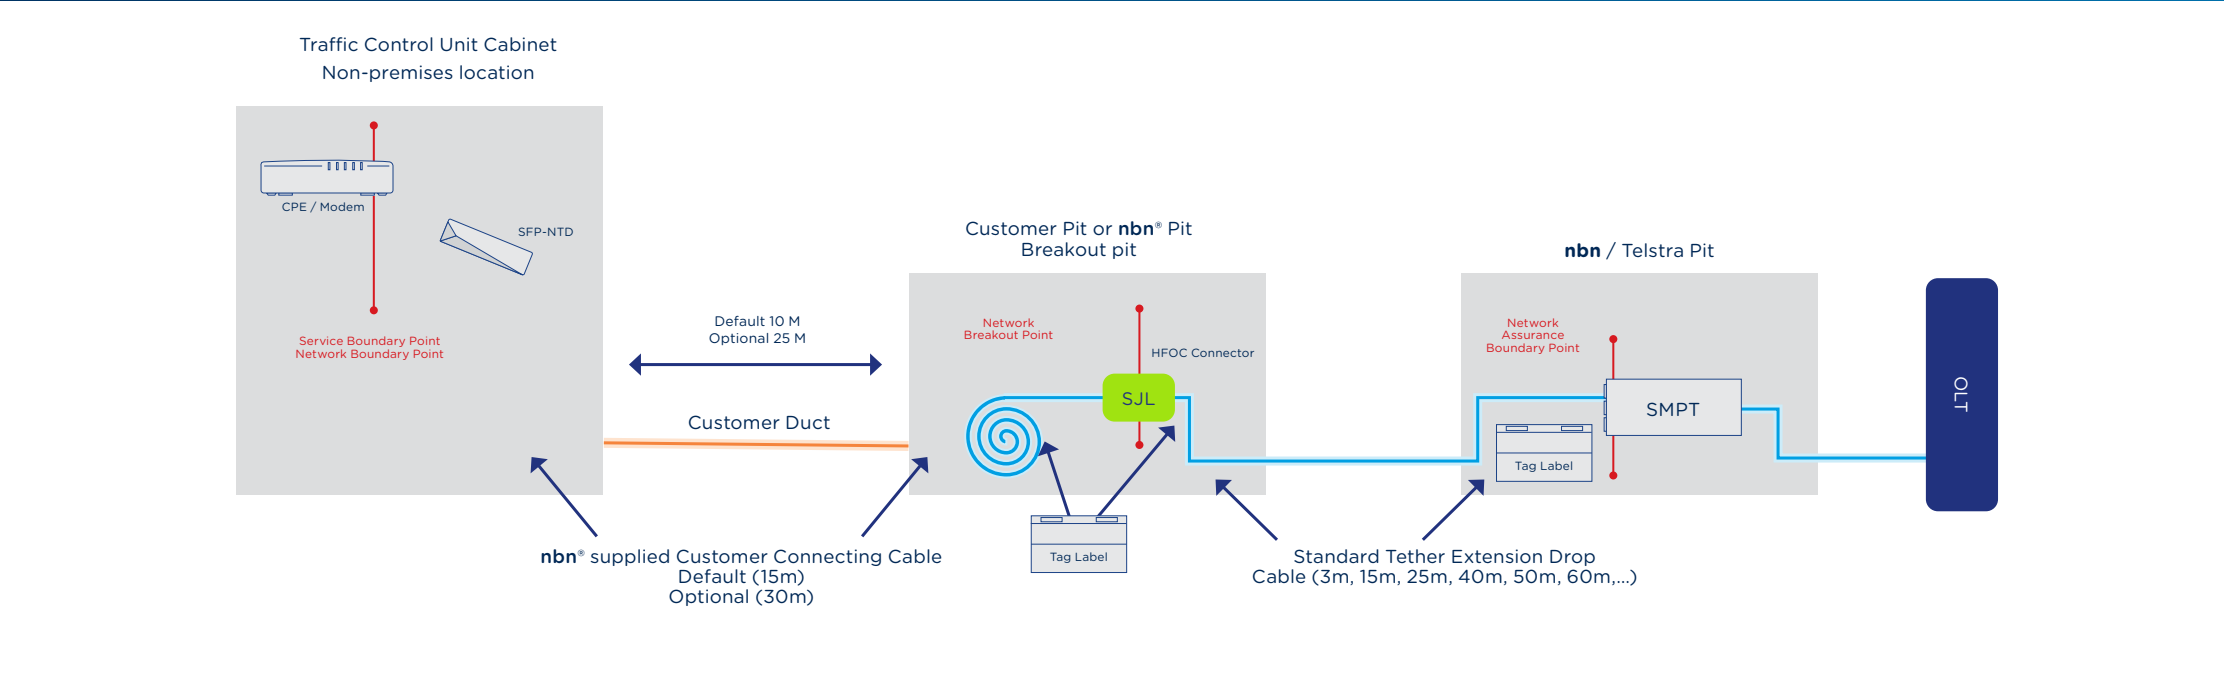 Traffic Control Unit Cabinet
Non-premises location
CPE / Modem
SFP-NTD
Service Boundary Point
Network Boundary Point
Default 10 M
Optional 25 M
Customer Duct
nbn® supplied Customer Connecting Cable
Default (15m)
Optional (30m)
Customer Pit or nbn® Pit
Breakout pit
Network
Breakout Point
HFOC Connector
SJL
Tag Label
nbn / Telstra Pit
Network
Assurance
Boundary Point
SMPT
Tag Label
Standard Tether Extension Drop
Cable (3m, 15m, 25m, 40m, 50m, 60m,...)
OLT